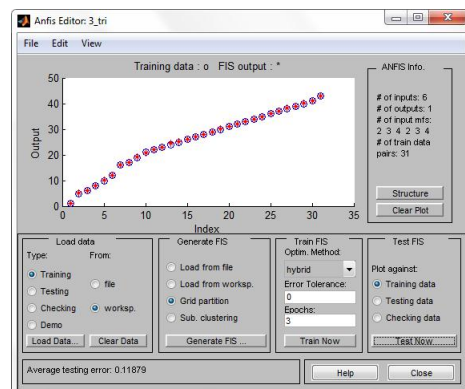 Anfis Editor: 3_tri
File Edit View
Training data : o FIS output : *
50
40
30
20
10
0
Output
0 5 10 15 20 25 30 35
Index
ANFIS Info.
# of inputs: 6
# of outputs: 1
# of input mfs:
2 3 4 2 3 4
# of train data
pairs: 31
Structure
Clear Plot
Load data
Type: From:
Training
Testing
Checking
Demo
file
worksp.
Load Data... Clear Data
Generate FIS
Load from file
Load from worksp.
Grid partition
Sub. clustering
Generate FIS ...
Train FIS
Optim. Method:
hybrid
Error Tolerance:
0
Epochs:
3
Train Now
Test FIS
Plot against:
Training data
Testing data
Checking data
Test Now
Average testing error: 0.11879
Help Close